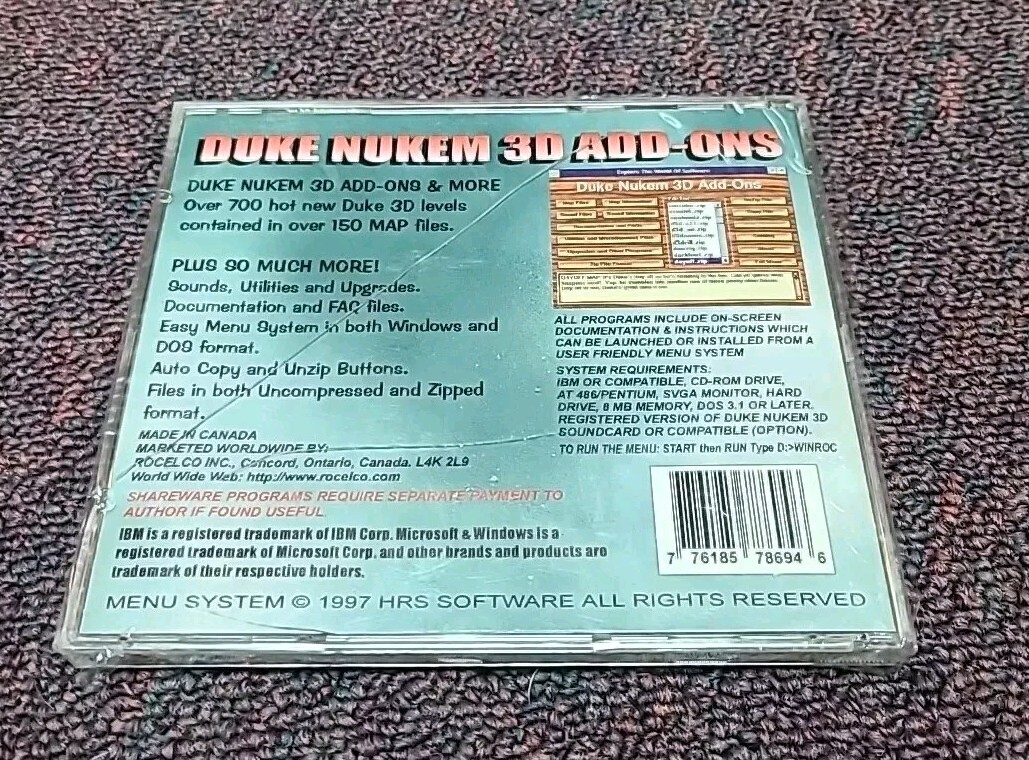 DUKE NUKEM 3D ADD-ONS
DUKE NUKEM 3D ADD-ONS & MORE
Over 700 hot new Duke 3D levels
contained in over 150 MAP files.
PLUS SO MUCH MORE!
Sounds, Utilities and Upgrades.
Documentation and FAQ files.
Easy Menu System in both Windows and
DOS format.
Auto Copy and Unzip Buttons.
Files in both Uncompressed and Zipped
format.
MADE IN CANADA
MARKETED WORLDWIDE BY:
ROCELCO INC., Concord, Ontario, Canada. L4K 2L9
World Wide Web: http://www.rocelco.com
SHAREWARE PROGRAMS REQUIRE SEPARATE PAYMENT TO
AUTHOR IF FOUND USEFUL
IBM is a registered trademark of IBM Corp. Microsoft & Windows is a
registered trademark of Microsoft Corp. and other brands and products are
trademark of their respective holders.
Explore The World Of Software
Duke Nukem 3D Add-Ons
ALL PROGRAMS INCLUDE ON-SCREEN
DOCUMENTATION & INSTRUCTIONS WHICH
CAN BE LAUNCHED OR INSTALLED FROM A
USER FRIENDLY MENU SYSTEM
SYSTEM REQUIREMENTS:
IBM OR COMPATIBLE, CD-ROM DRIVE,
AT 486/PENTIUM, SVGA MONITOR, HARD
DRIVE, 8 MB MEMORY, DOS 3.1 OR LATER.
REGISTERED VERSION OF DUKE NUKEM 3D
SOUNDCARD OR COMPATIBLE (OPTION).
TO RUN THE MENU: START then RUN Type D:>WINROC
7 76185 78694 6
MENU SYSTEM © 1997 HRS SOFTWARE ALL RIGHTS RESERVED